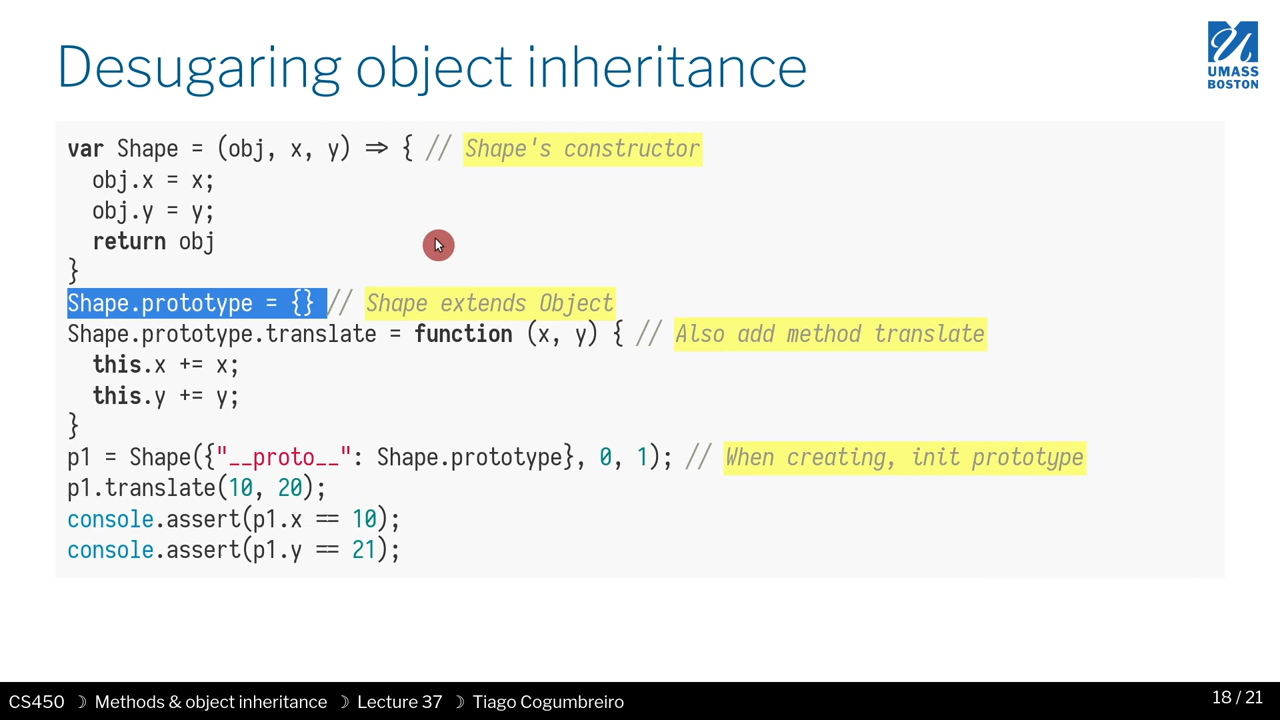 Desugaring object inheritance
UMASS
BOSTON
var Shape = (obj, x, y) => { // Shape's constructor
  obj.x = x;
  obj.y = y;
  return obj
}
Shape.prototype = {} // Shape extends Object
Shape.prototype.translate = function (x, y) { // Also add method translate
  this.x += x;
  this.y += y;
}
p1 = Shape({"__proto__": Shape.prototype}, 0, 1); // When creating, init prototype
p1.translate(10, 20);
console.assert(p1.x == 10);
console.assert(p1.y == 21);
CS450 ☽ Methods & object inheritance ☽ Lecture 37 ☽ Tiago Cogumbreiro
18 / 21